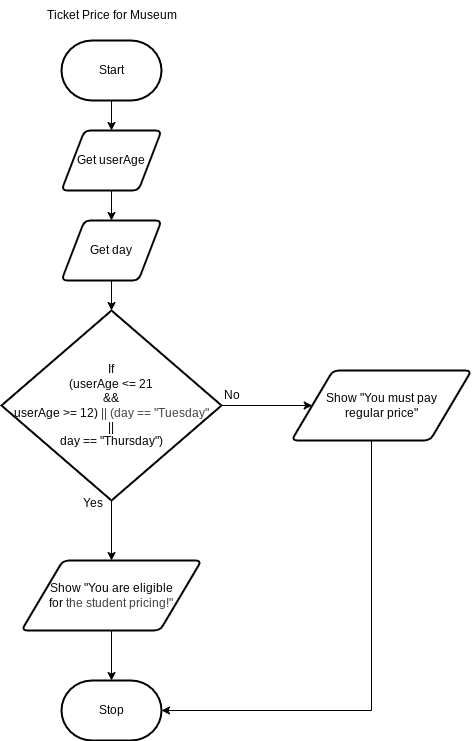 Ticket Price for Museum
Start
Get userAge
Get day
If
(userAge <= 21
&&
userAge >= 12) || (day == "Tuesday"
||
day == "Thursday")
No
Show "You must pay
regular price"
Yes
Show "You are eligible
for the student pricing!"
Stop